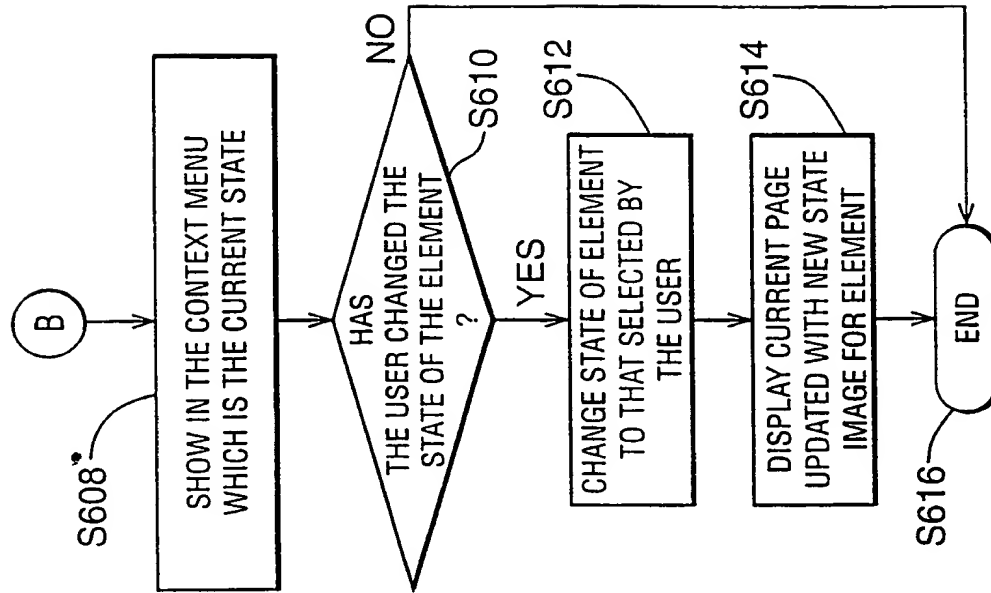 B
SHOW IN THE CONTEXT MENU
WHICH IS THE CURRENT STATE
S608
HAS
THE USER CHANGED THE
STATE OF THE ELEMENT
?
NO
S610
YES
CHANGE STATE OF ELEMENT
TO THAT SELECTED BY
THE USER
S612
DISPLAY CURRENT PAGE
UPDATED WITH NEW STATE
IMAGE FOR ELEMENT
S614
END
S616